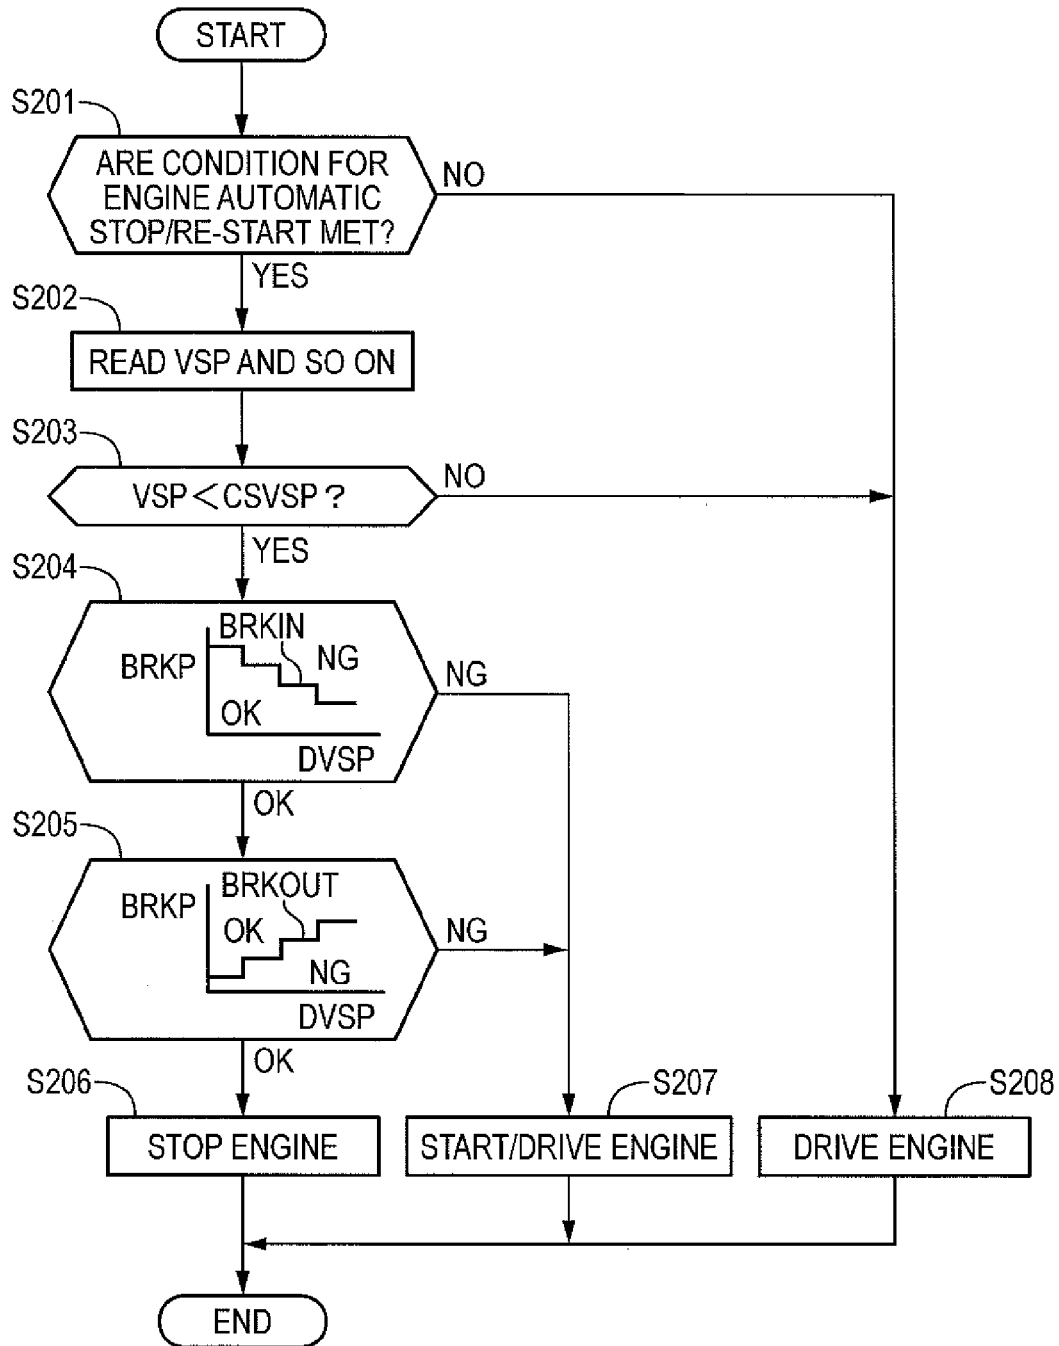 START
S201
ARE CONDITION FOR
ENGINE AUTOMATIC
STOP/RE-START MET?
NO
YES
S202
READ VSP AND SO ON
S203
VSP<CSVSP?
NO
YES
S204
BRKIN
BRKP
NG
OK
DVSP
NG
OK
S205
BRKOUT
BRKP
OK
NG
DVSP
NG
OK
S206
STOP ENGINE
S207
START/DRIVE ENGINE
S208
DRIVE ENGINE
END